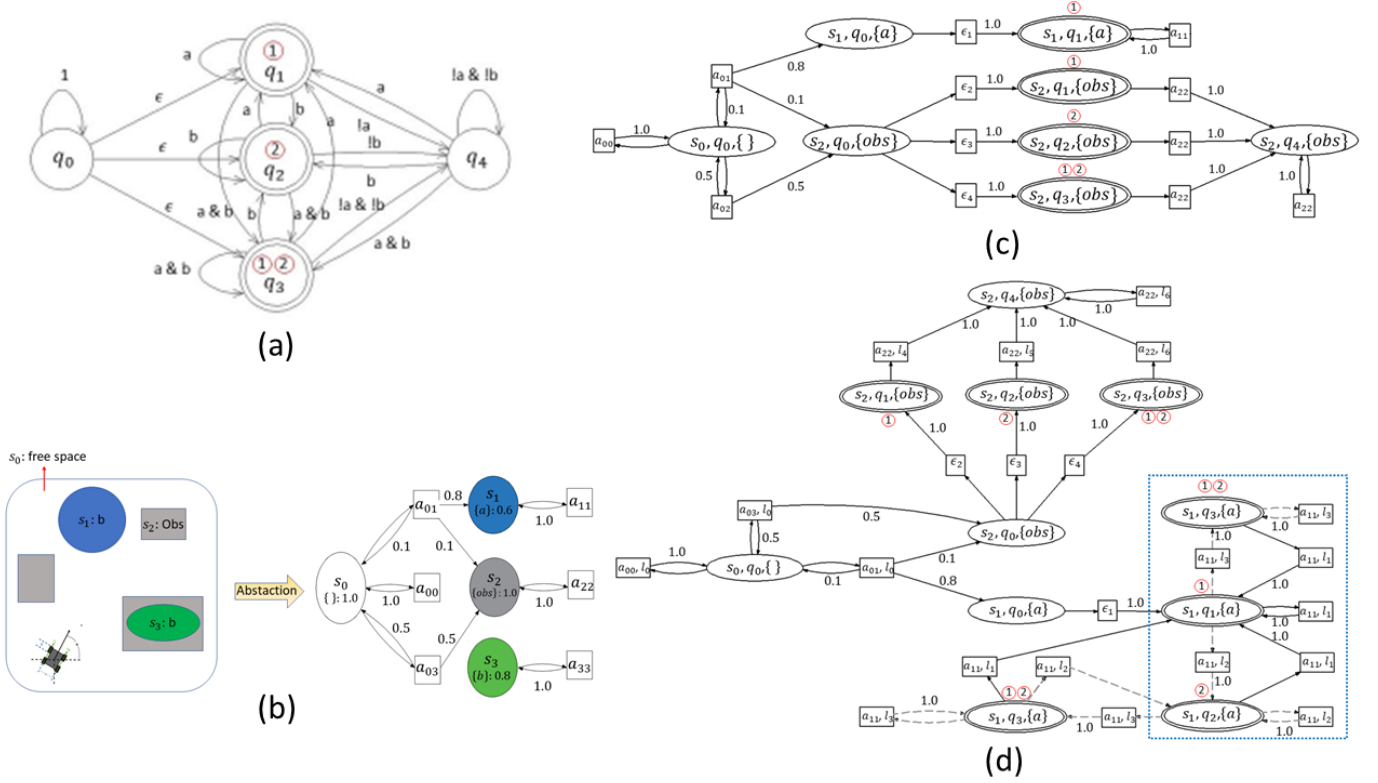 1
a
① q₁
a
!a & !b
ϵ
a
b
a
!a
q₀
ϵ
b
② q₂
!b
b
q₄
ϵ
a & b
b
a & b
!a & !b
a & b
a & b
① ② q₃
(a)
s₀: free space
s₁: b
s₂: Obs
s₃: b
(b)
Abstaction
s₀ { }: 1.0
a₀₁
0.8
s₁ {a}: 0.6
1.0
a₁₁
0.1
0.1
a₀₀
1.0
s₂ {obs}: 1.0
1.0
a₂₂
0.5
0.5
a₀₃
s₃ {b}: 0.8
1.0
a₃₃
①
s₁, q₀,{a}
ϵ₁
1.0
s₁, q₁,{a}
1.0
a₁₁
0.8
a₀₁
0.1
0.1
①
ϵ₂
1.0
s₂, q₁,{obs}
a₂₂
1.0
a₀₀
1.0
s₀, q₀,{ }
s₂, q₀,{obs}
②
ϵ₃
1.0
s₂, q₂,{obs}
a₂₂
1.0
s₂, q₄,{obs}
0.5
a₀₂
0.5
① ②
ϵ₄
1.0
s₂, q₃,{obs}
a₂₂
1.0
1.0
a₂₂
(c)
s₂, q₄,{obs}
a₂₂, l₆
1.0
1.0
1.0
1.0
a₂₂, l₄
a₂₂, l₅
a₂₂, l₆
s₂, q₁,{obs}
s₂, q₂,{obs}
s₂, q₃,{obs}
①
②
① ②
1.0
1.0
1.0
ϵ₂
ϵ₃
ϵ₄
a₀₃, l₀
0.5
0.5
s₂, q₀,{obs}
a₀₀, l₀
1.0
s₀, q₀,{ }
0.1
a₀₁, l₀
0.1
0.8
s₁, q₀,{a}
ϵ₁
1.0
① ②
s₁, q₃,{a}
a₁₁, l₃
1.0
1.0
a₁₁, l₃
a₁₁, l₁
①
1.0
s₁, q₁,{a}
1.0
a₁₁, l₁
1.0
a₁₁, l₁
a₁₁, l₂
a₁₁, l₁
1.0
②
s₁, q₂,{a}
1.0
a₁₁, l₂
① ②
a₁₁, l₂
1.0
a₁₁, l₃
s₁, q₃,{a}
1.0
a₁₁, l₃
(d)